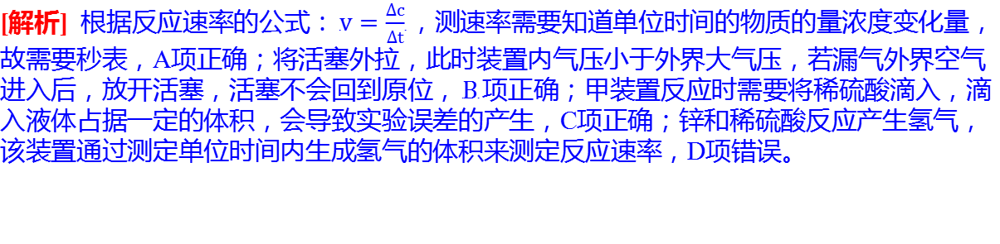 [解析] 根据反应速率的公式：v = Δc/Δt，测速率需要知道单位时间的物质的量浓度变化量，
故需要秒表，A项正确；将活塞外拉，此时装置内气压小于外界大气压，若漏气外界空气
进入后，放开活塞，活塞不会回到原位，B.项正确；甲装置反应时需要将稀硫酸滴入，滴
入液体占据一定的体积，会导致实验误差的产生，C项正确；锌和稀硫酸反应产生氢气，
该装置通过测定单位时间内生成氢气的体积来测定反应速率，D项错误。